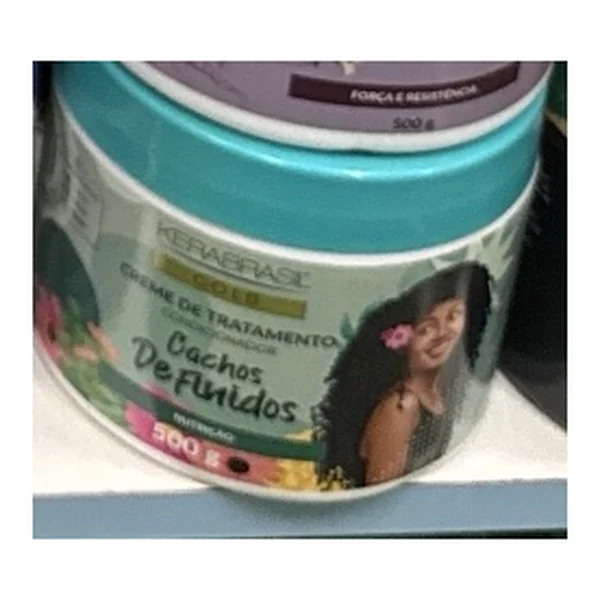 FORÇA E RESISTÊNCIA
500 g
KERABRASIL
GOLD
CREME DE TRATAMENTO
CONDICIONADOR
Cachos
Definidos
NUTRIÇÃO
500 g